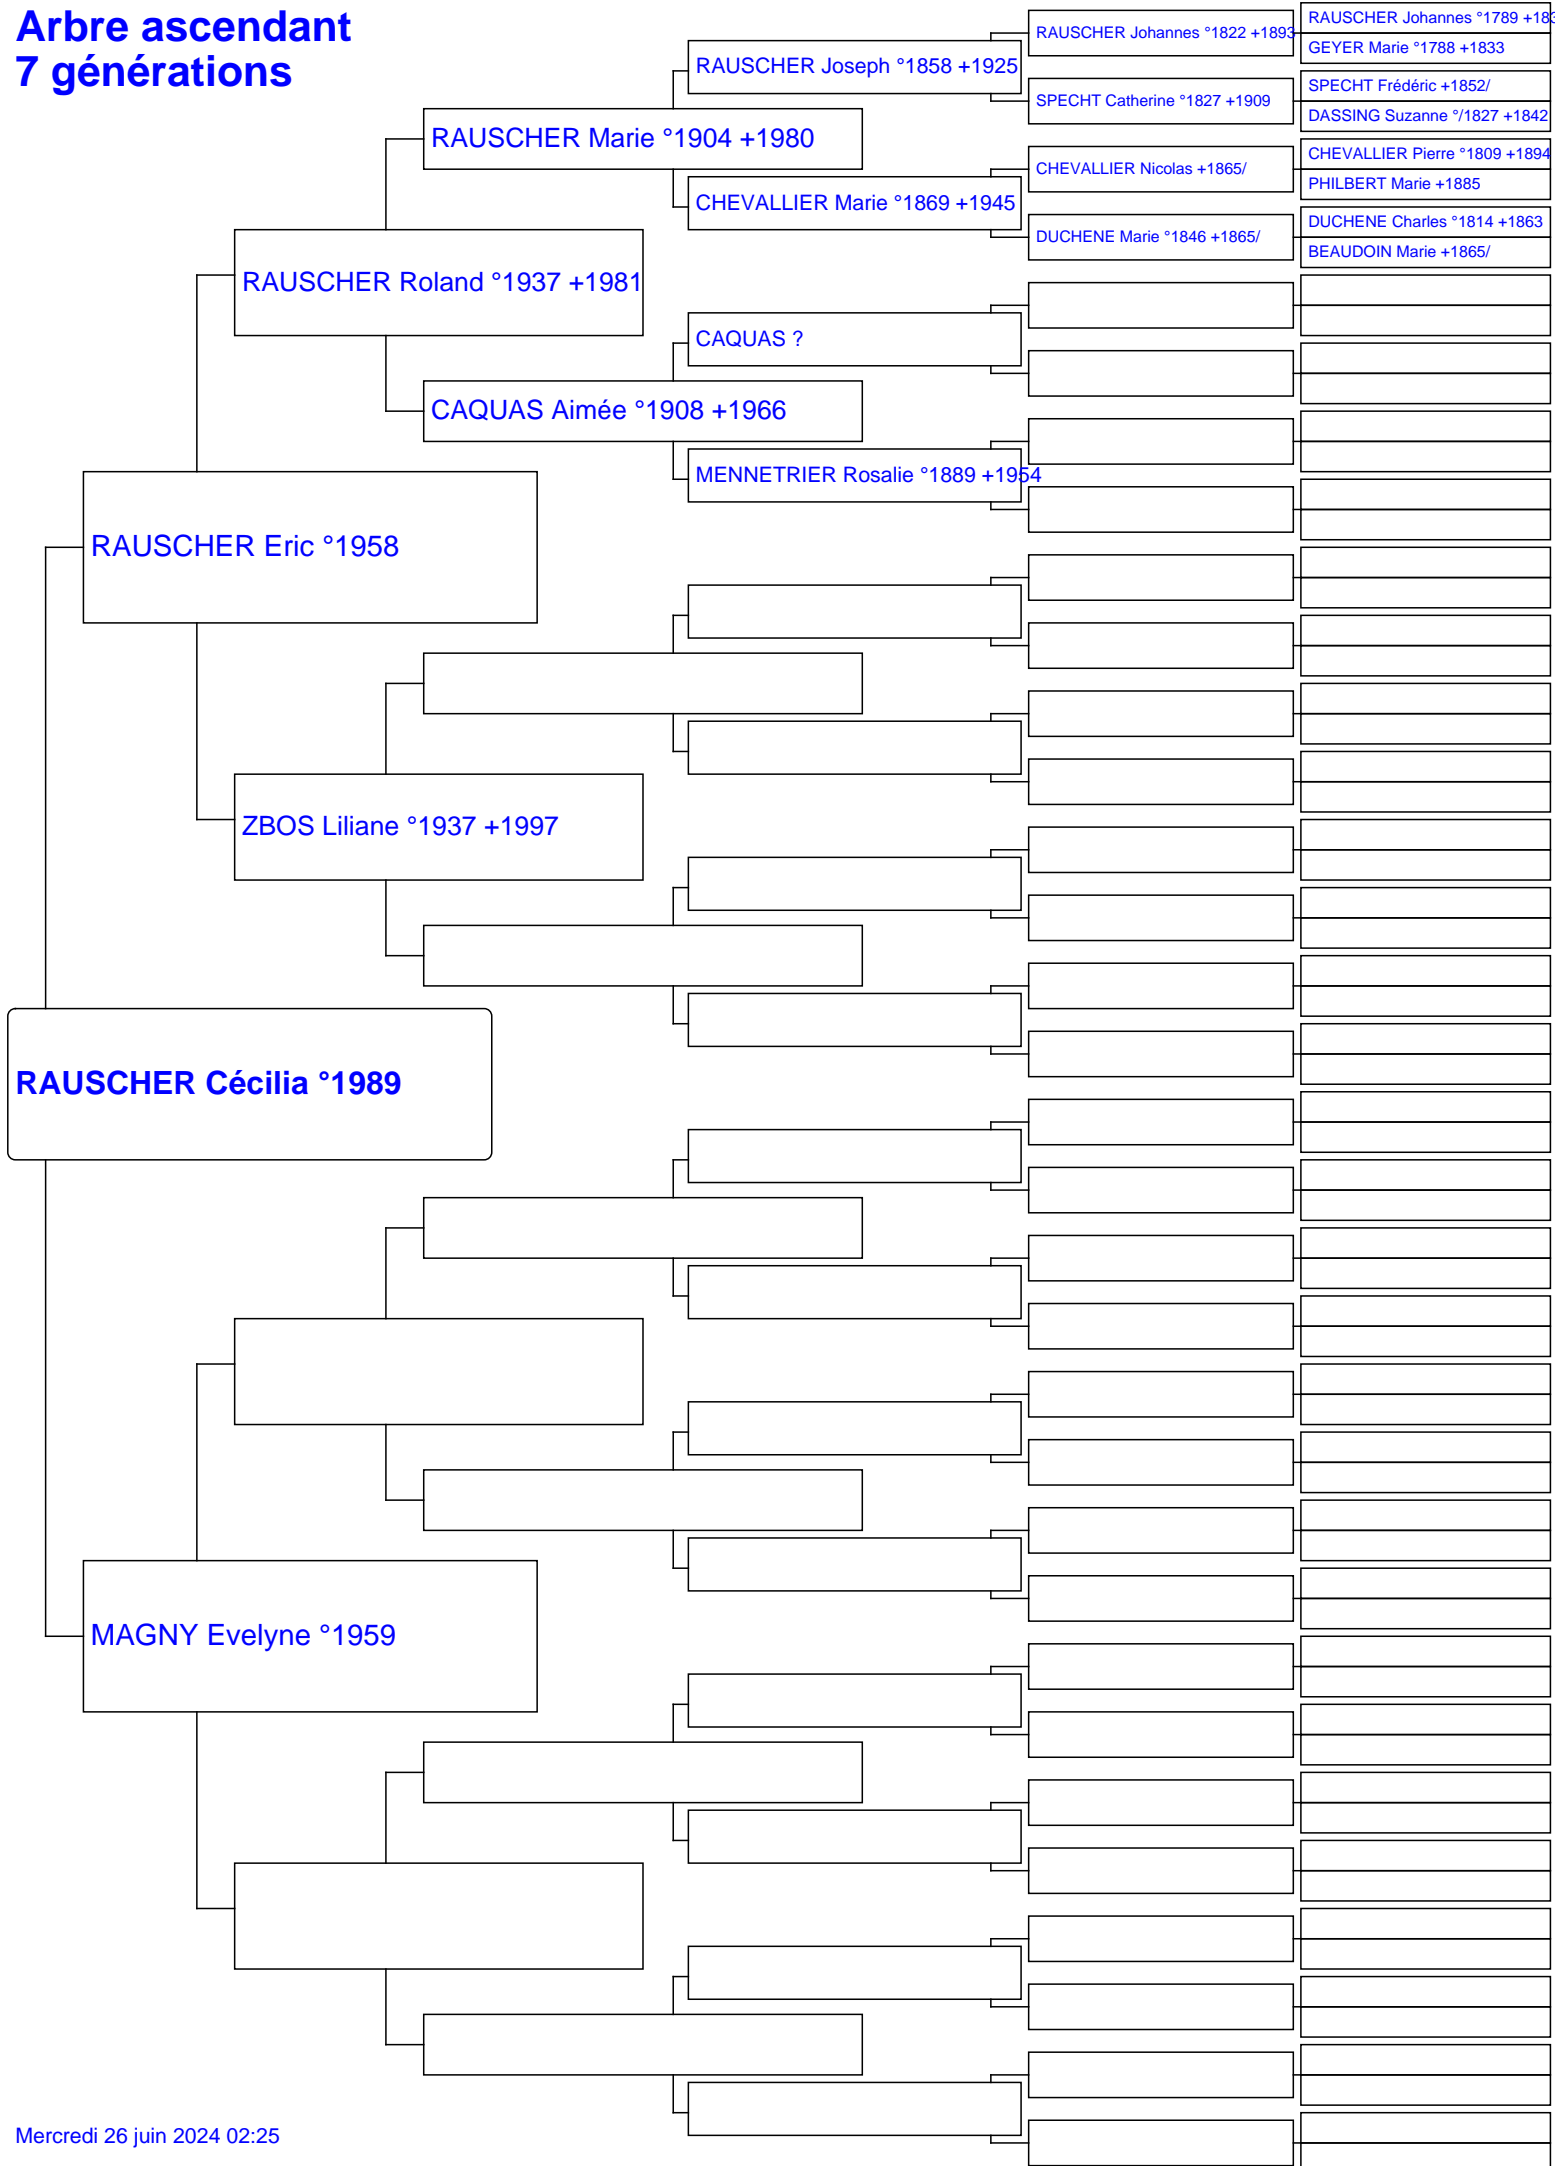 Arbre ascendant
7 générations
RAUSCHER Johannes °1822 +1893
RAUSCHER Johannes °1789
GEYER Marie °1788 +1833
RAUSCHER Joseph °1858 +1925
SPECHT Catherine °1827 +1909
SPECHT Frédéric +1852/
DASSING Suzanne °/1827 +1842
RAUSCHER Marie °1904 +1980
CHEVALLIER Nicolas +1865/
CHEVALLIER Pierre °1809 +1894
PHILBERT Marie +1885
CHEVALLIER Marie °1869 +1945
DUCHENE Marie °1846 +1865/
DUCHENE Charles °1814 +1863
BEAUDOIN Marie +1865/
RAUSCHER Roland °1937 +1981
CAQUAS ?
CAQUAS Aimée °1908 +1966
MENNETRIER Rosalie °1889 +1954
RAUSCHER Eric °1958
ZBOS Liliane °1937 +1997
RAUSCHER Cécilia °1989
MAGNY Evelyne °1959
Mercredi 26 juin 2024 02:25